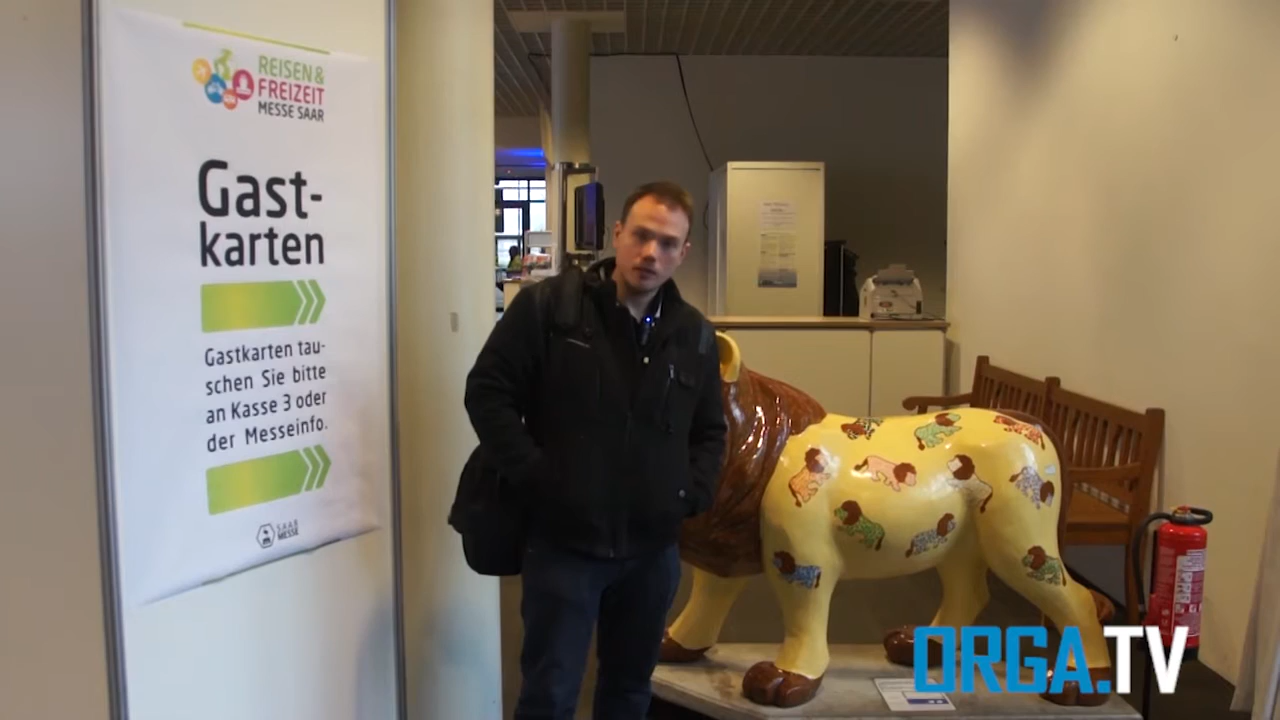 REISEN&
FREIZEIT
MESSE SAAR
Gast-
karten
Gastkarten tau-
schen Sie bitte
an Kasse 3 oder
der Messeinfo.
SAAR
MESSE
ORGA.TV